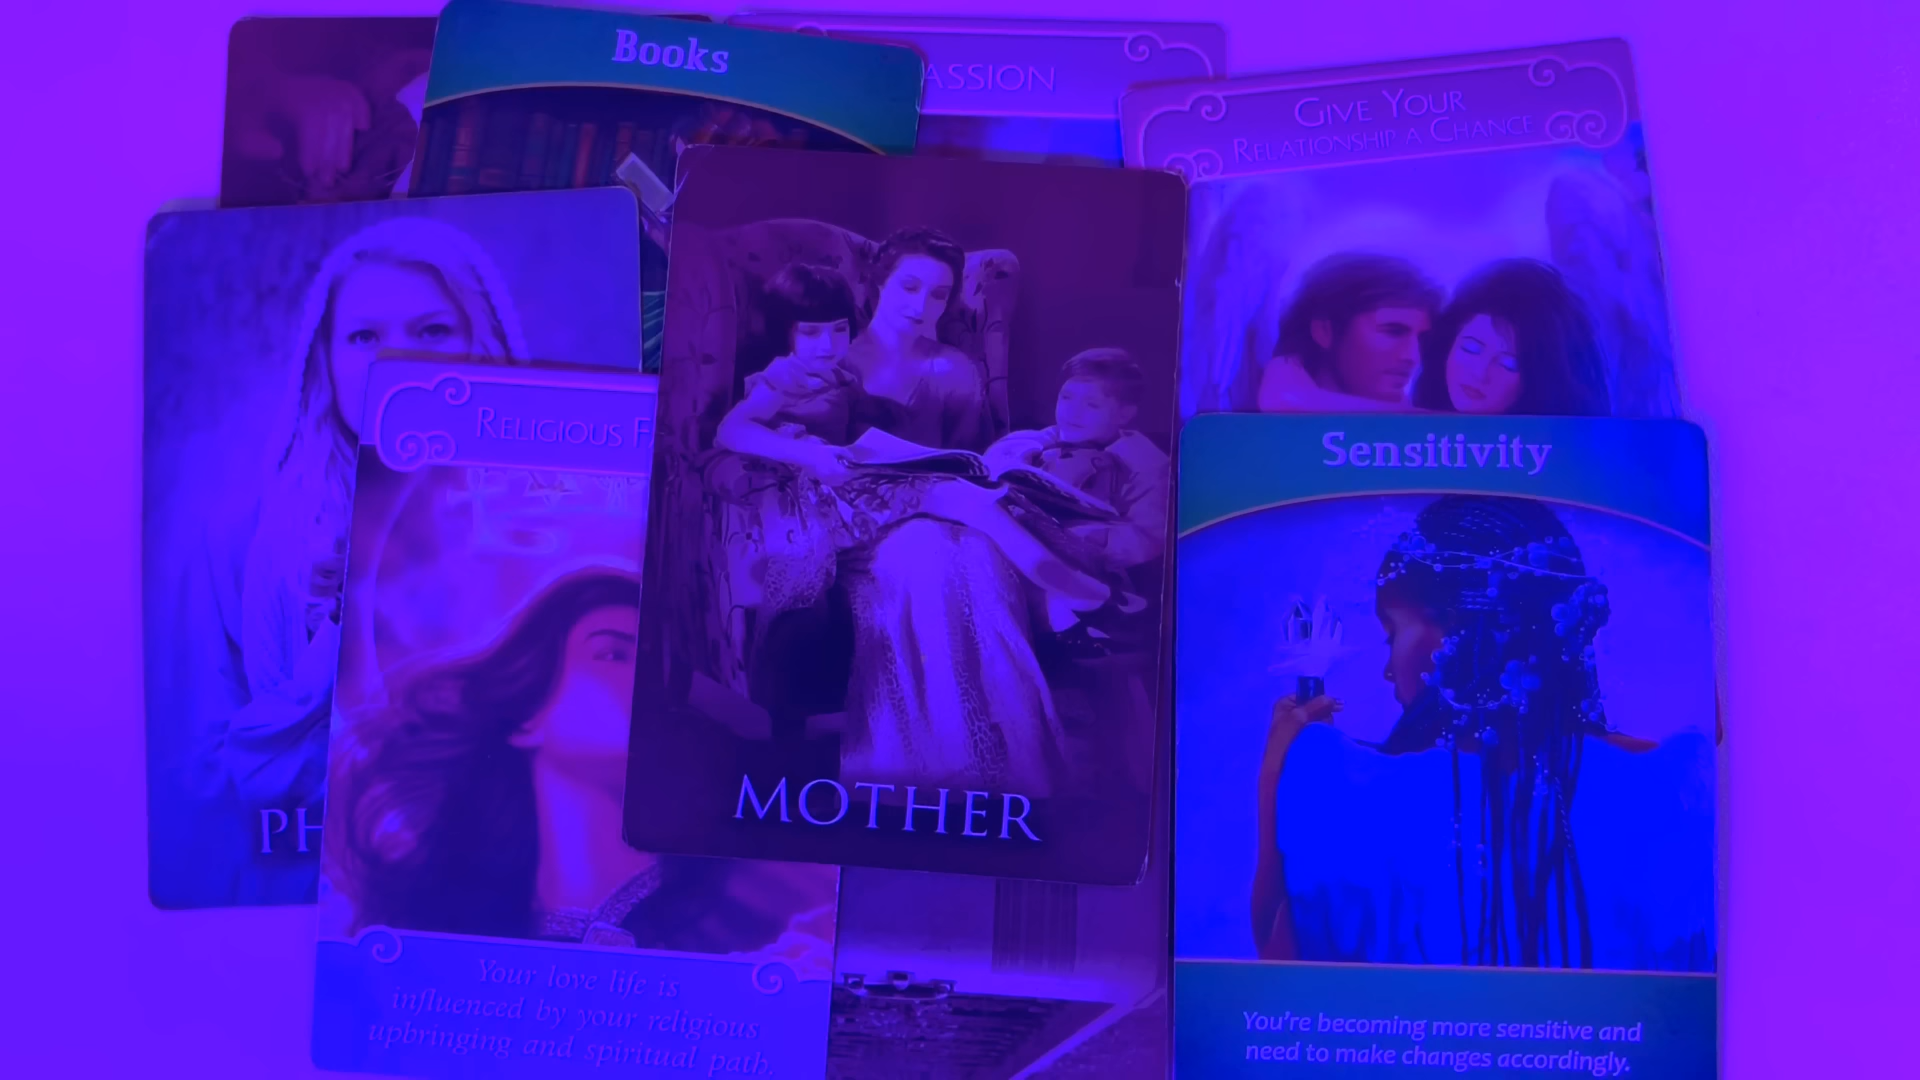 Books
ASSION
GIVE YOUR
RELATIONSHIP A CHANCE
RELIGIOUS F
Sensitivity
PH
MOTHER
Your love life is
influenced by your religious
upbringing and spiritual path.
You're becoming more sensitive and
need to make changes accordingly.